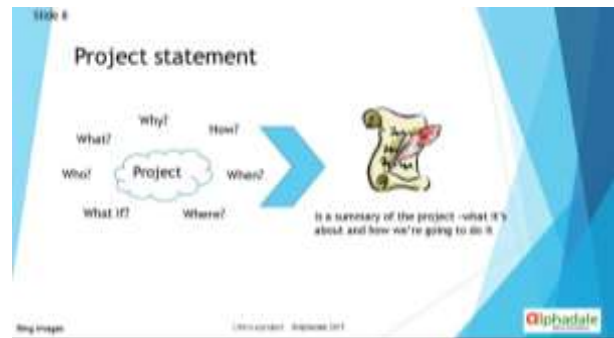 Slide 8
Project statement
Why?
How?
What?
Who?
Project
When?
What if?
Where?
is a summary of the project -what it's
about and how we're going to do it
Bing images
alphadale